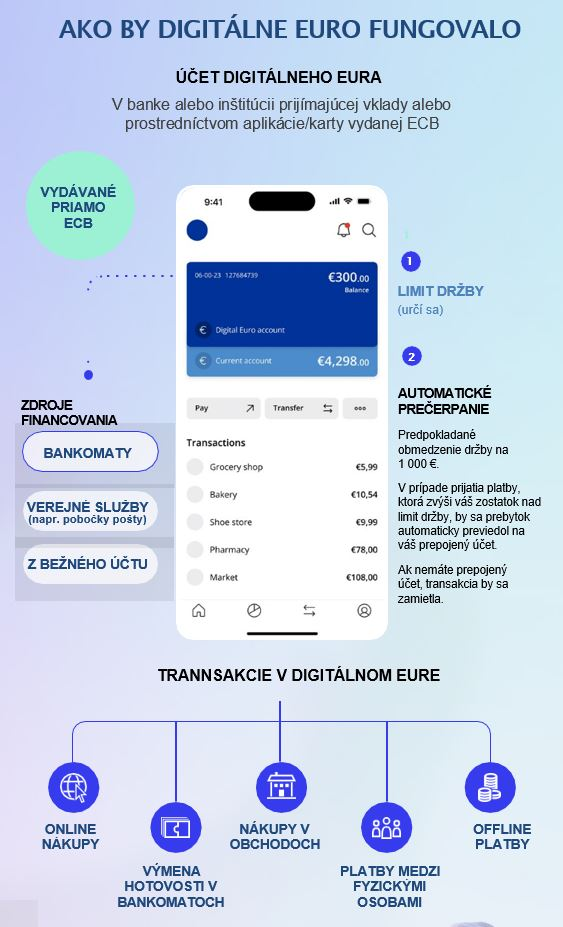 AKO BY DIGITÁLNE EURO FUNGOVALO
ÚČET DIGITÁLNEHO EURA
V banke alebo inštitúcii prijímajúcej vklady alebo
prostredníctvom aplikácie/karty vydanej ECB
VYDÁVANÉ
PRIAMO
ECB
9:41
06-00-23 127684739
€300.00
Balance
€ Digital Euro account
€ Current account
€4,298.00
Pay
Transfer
Transactions
Grocery shop €5,99
Bakery €10,54
Shoe store €9,99
Pharmacy €78,00
Market €108,00
ZDROJE
FINANCOVANIA
BANKOMATY
VEREJNÉ SLUŽBY
(napr. pobočky pošty)
Z BEŽNÉHO ÚČTU
1
LIMIT DRŽBY
(určí sa)
2
AUTOMATICKÉ
PREČERPANIE
Predpokladané
obmedzenie držby na
1 000 €.
V prípade prijatia platby,
ktorá zvýši váš zostatok nad
limit držby, by sa prebytok
automaticky previedol na
váš prepojený účet.
Ak nemáte prepojený
účet, transakcia by sa
zamietla.
TRANNSAKCIE V DIGITÁLNOM EURE
ONLINE
NÁKUPY
VÝMENA
HOTOVOSTI V
BANKOMATOCH
NÁKUPY V
OBCHODOCH
PLATBY MEDZI
FYZICKÝMI
OSOBAMI
OFFLINE
PLATBY